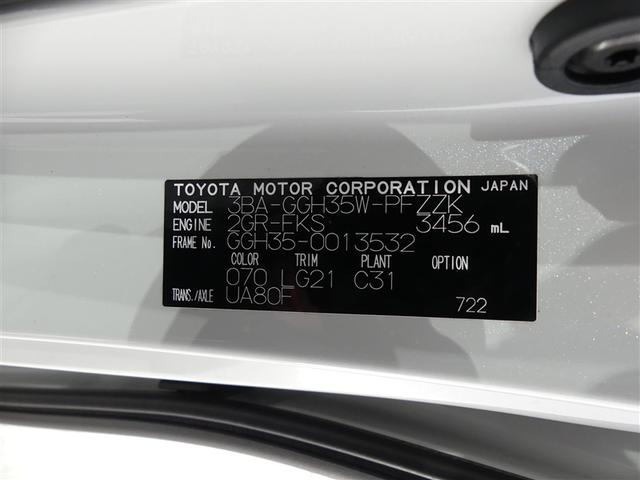 TOYOTA MOTOR CORPORATION JAPAN
MODEL 3BA-GGH35W-PFZZK
ENGINE 2GR-FKS 3456 mL
FRAME No. GGH35-0013532
COLOR TRIM PLANT OPTION
070 LG21 C31
TRANS./AXLE UA80F
722